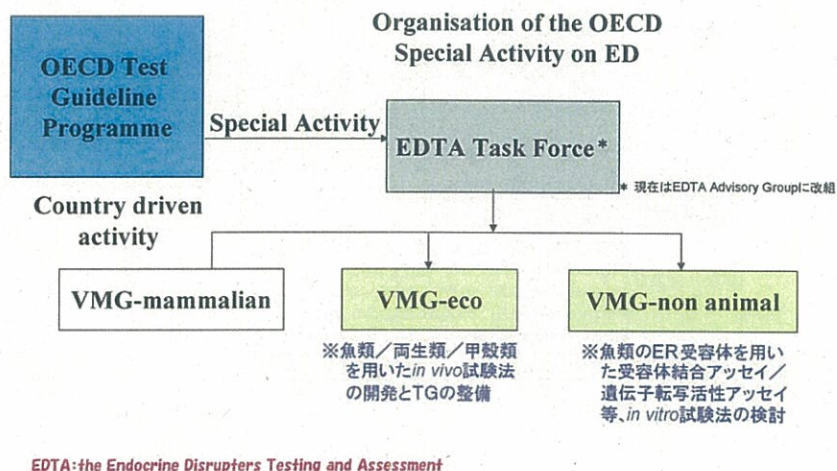 Organisation of the OECD
Special Activity on ED
OECD Test
Guideline
Programme
Special Activity
EDTA Task Force*
* 現在はEDTA Advisory Groupに改組
Country driven
activity
VMG-mammalian
VMG-eco
VMG-non animal
※魚類／両生類／甲殻類
を用いたin vivo試験法
の開発とTGの整備
※魚類のER受容体を用い
た受容体結合アッセイ／
遺伝子転写活性アッセイ
等、in vitro試験法の検討
EDTA:the Endocrine Disrupters Testing and Assessment